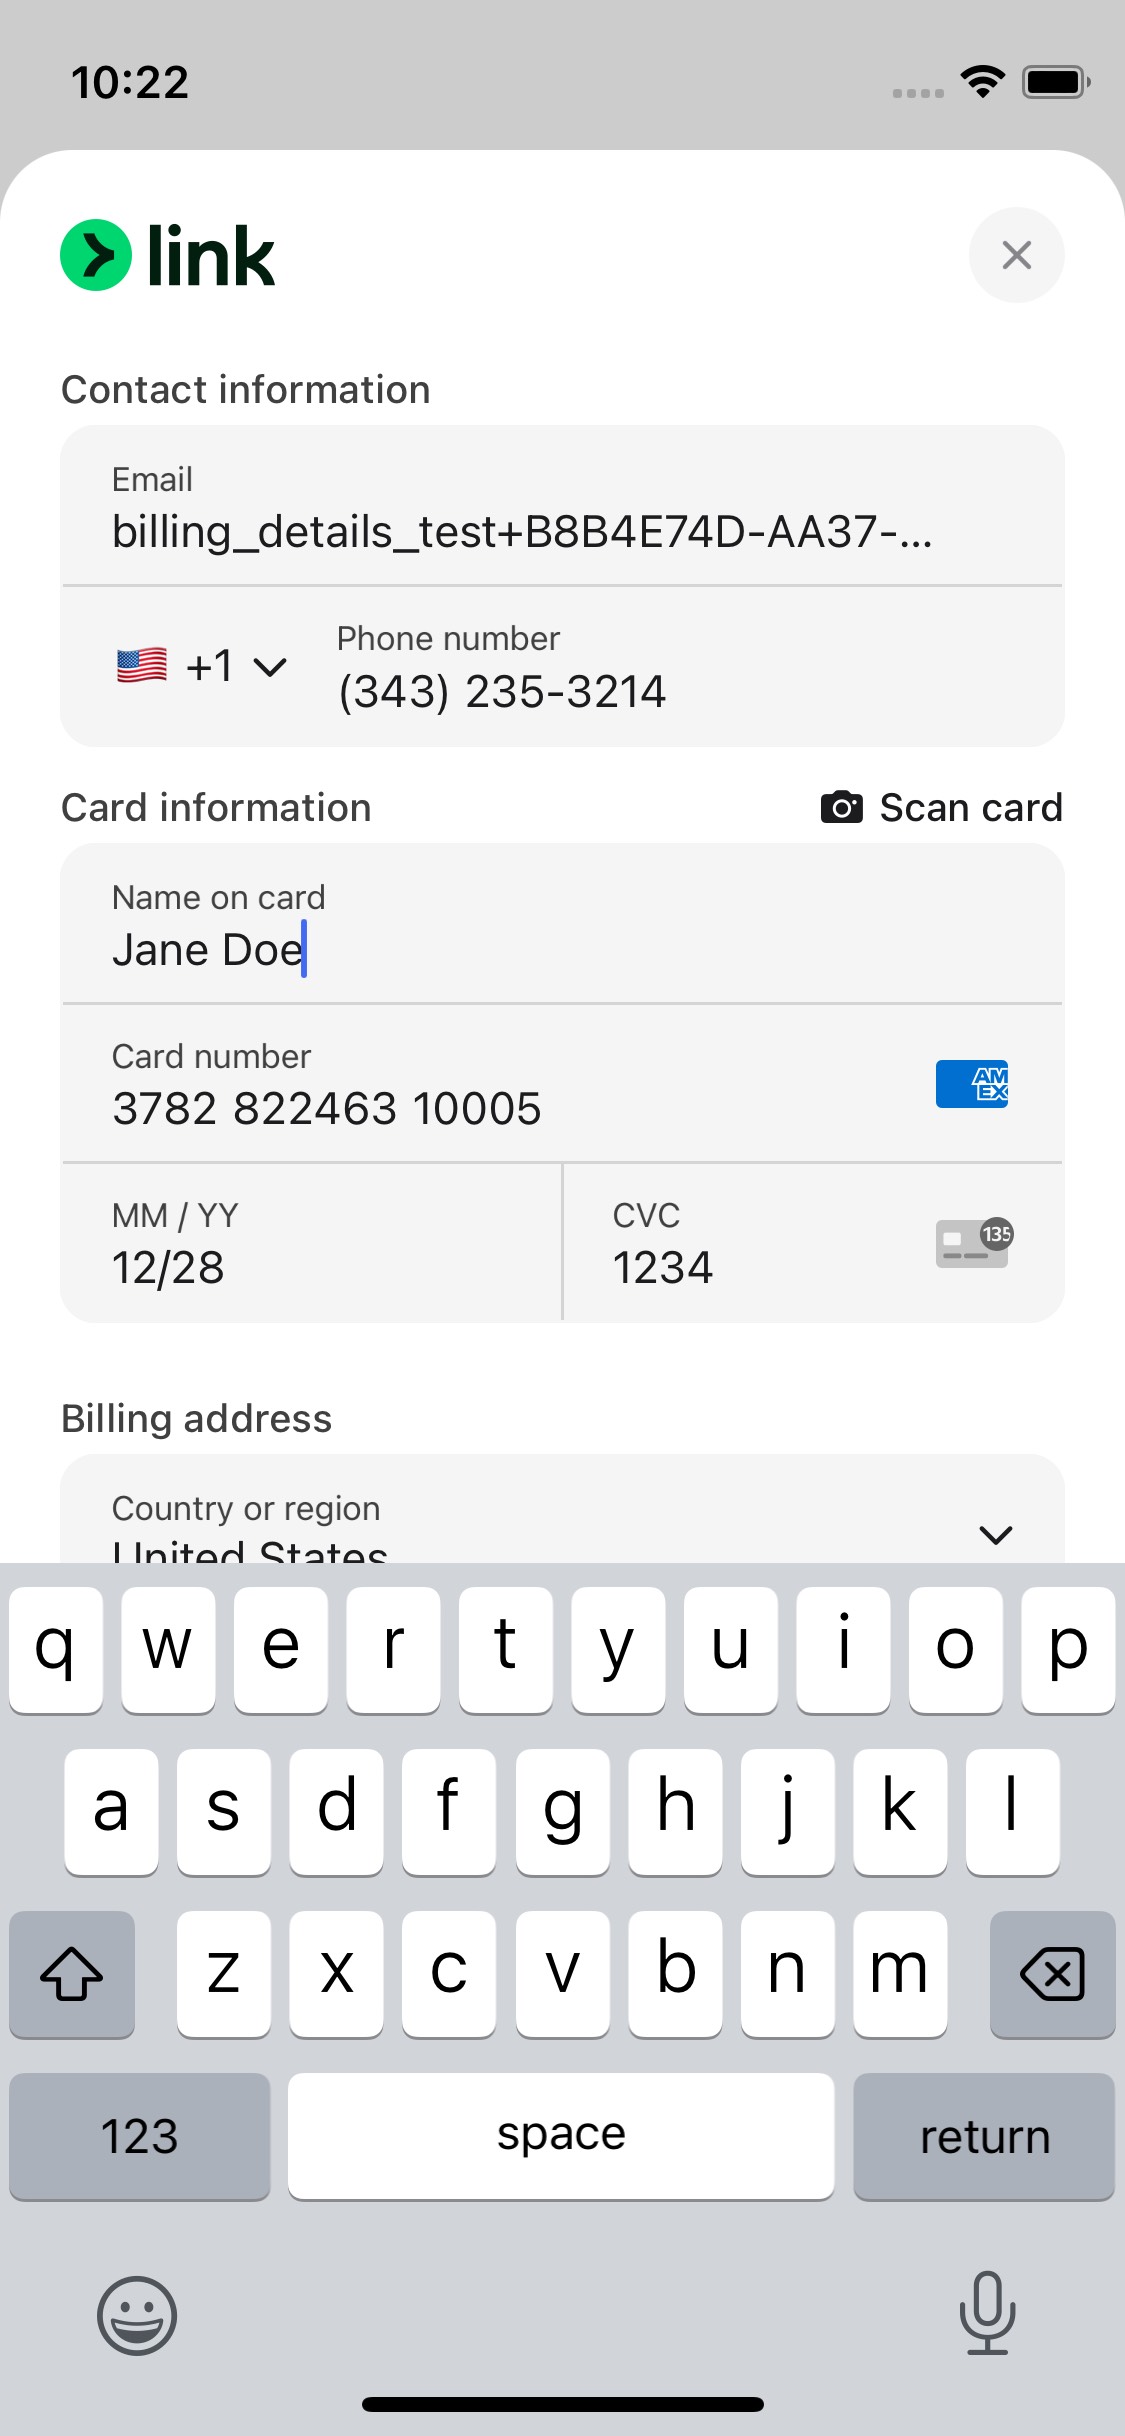 10:22
link
Contact information
Email
billing_details_test+B8B4E74D-AA37-...
+1
Phone number
(343) 235-3214
Card information
Scan card
Name on card
Jane Doe
Card number
3782 822463 10005
AM
EX
MM / YY
12/28
CVC
1234
135
Billing address
Country or region
United States
q w e r t y u i o p
a s d f g h j k l
z x c v b n m
123 space return